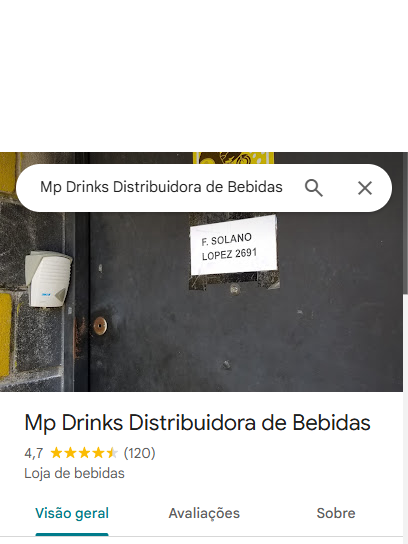 Mp Drinks Distribuidora de Bebidas
F. SOLANO
LOPEZ 2691
Mp Drinks Distribuidora de Bebidas
4,7 (120)
Loja de bebidas
Visão geral Avaliações Sobre